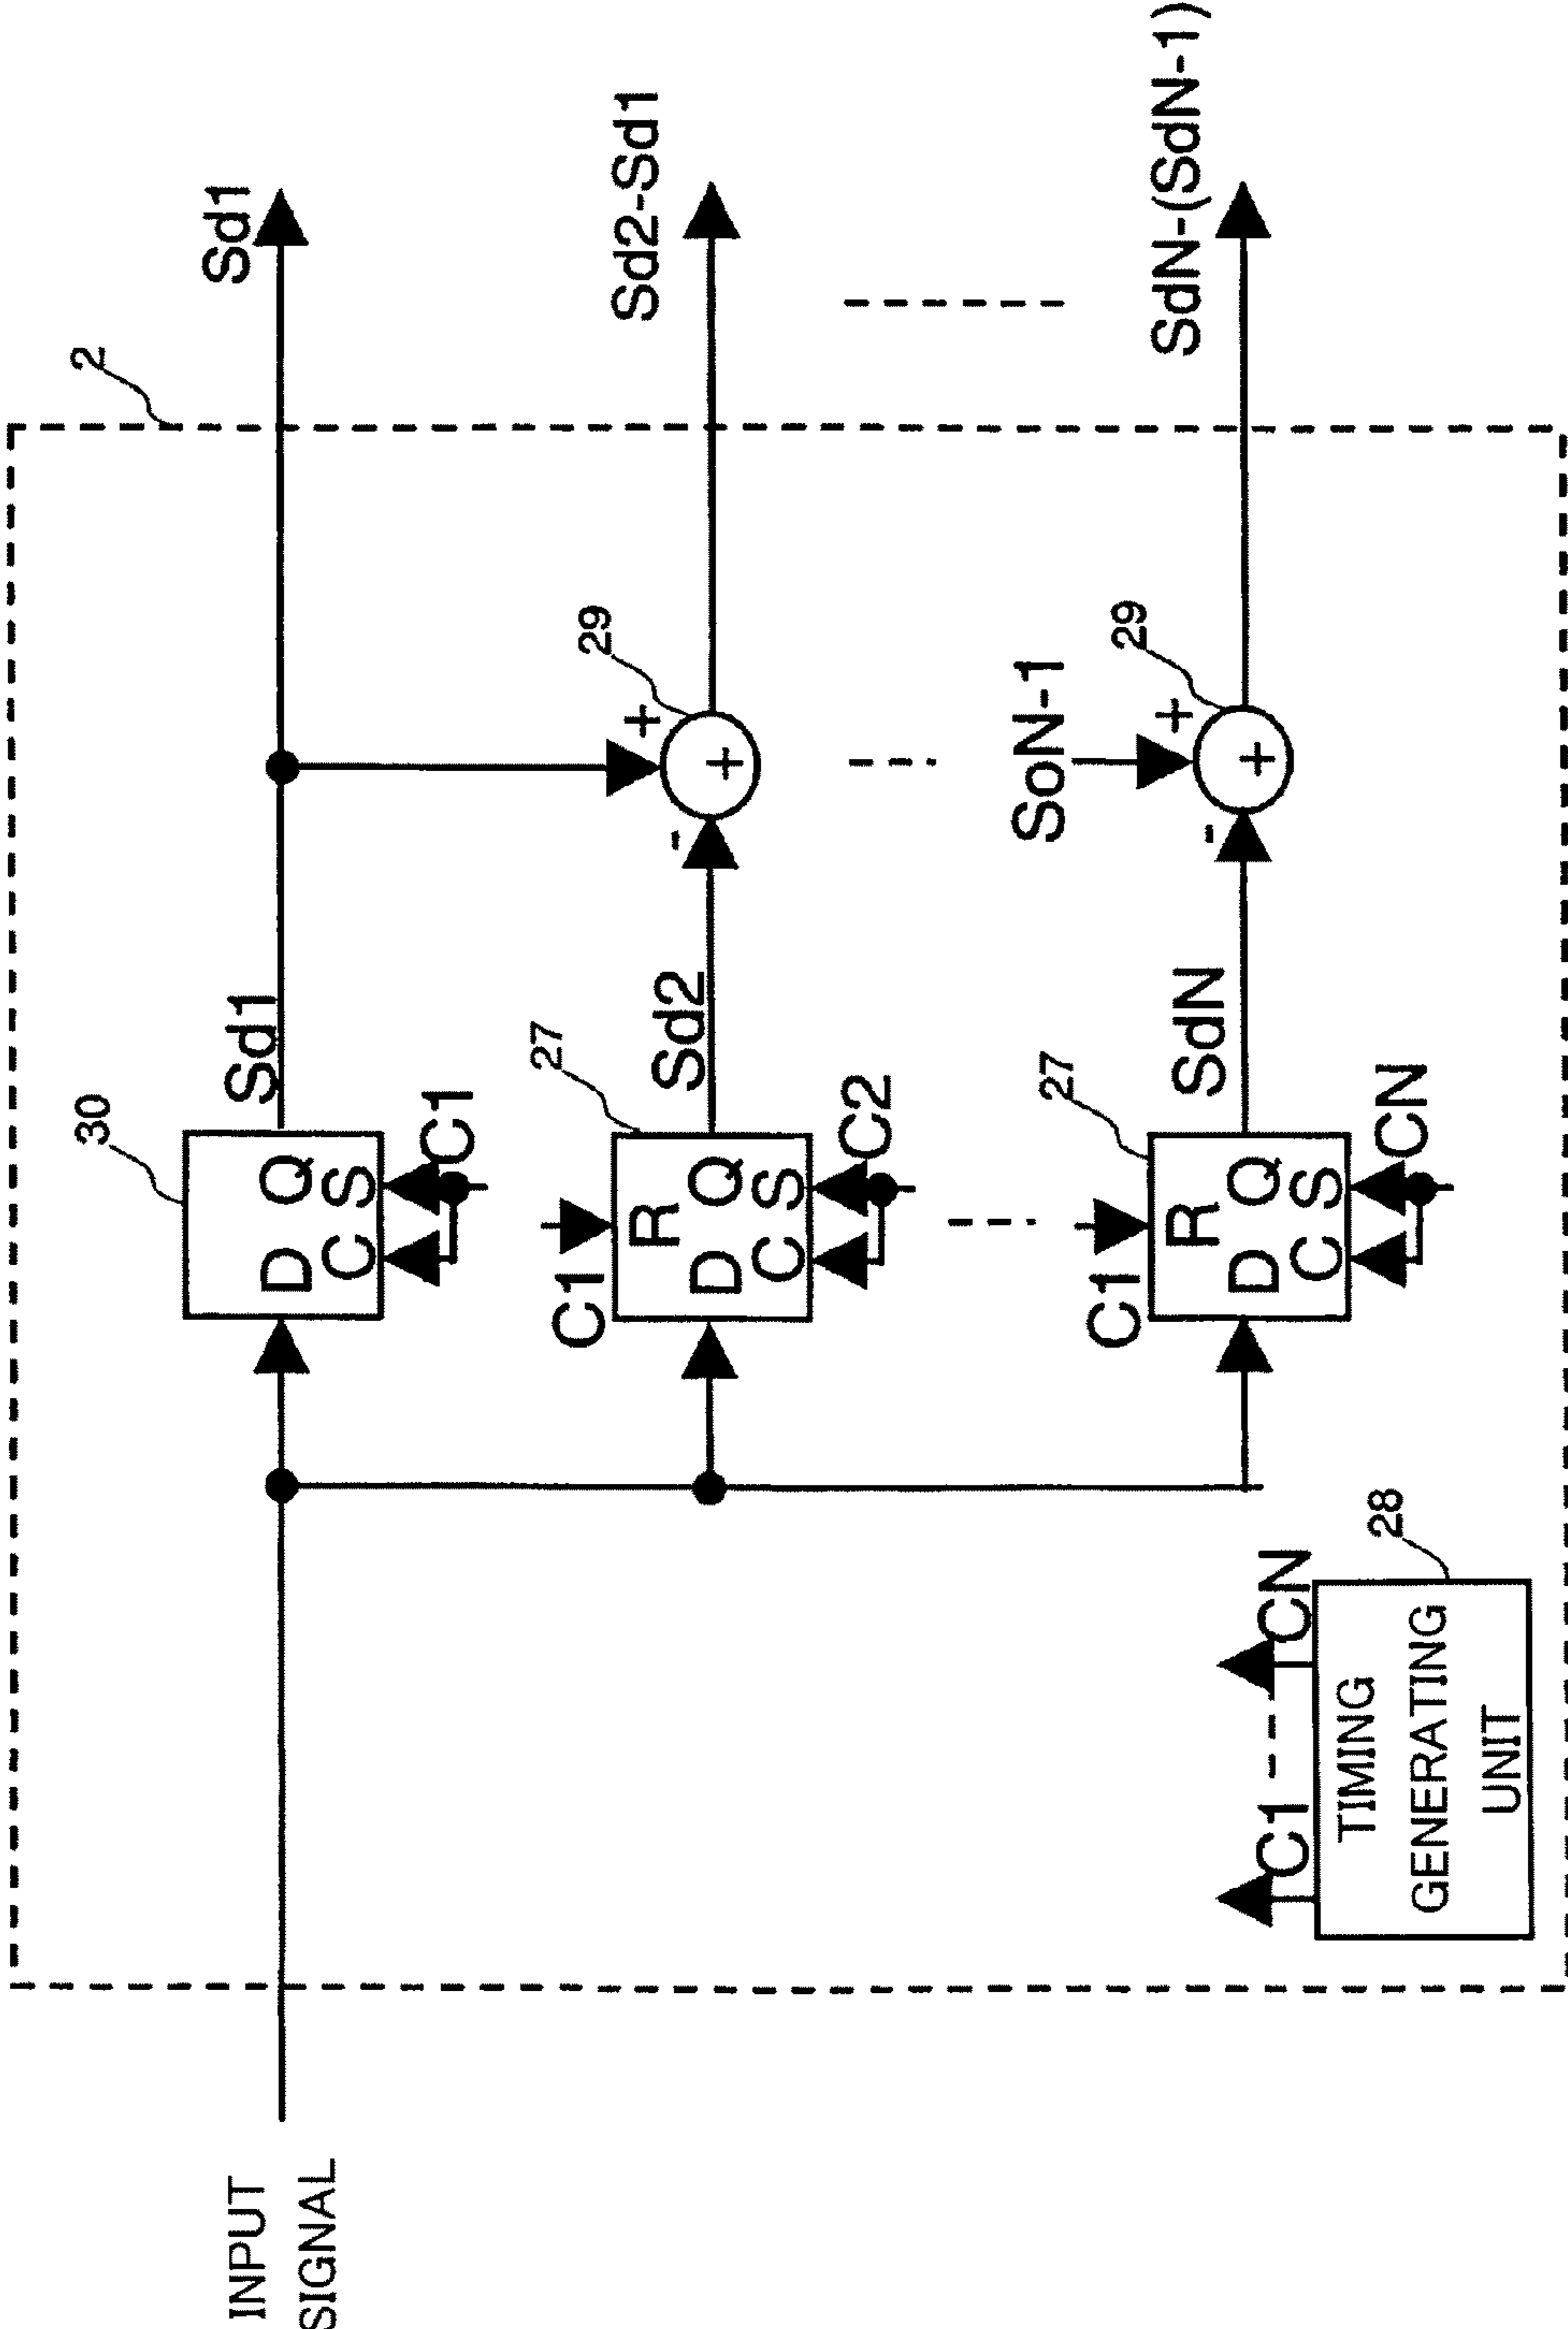 2
30
Sd1
Sd1
INPUT
SIGNAL
D Q
C S
C1
29
27
Sd2
Sd2-Sd1
+
+
-
C1
R
D Q
C S
C2
SoN-1
29
27
SdN
SdN-(SdN-1)
+
+
-
C1
R
D Q
C S
CN
C1
CN
28
TIMING
GENERATING
UNIT